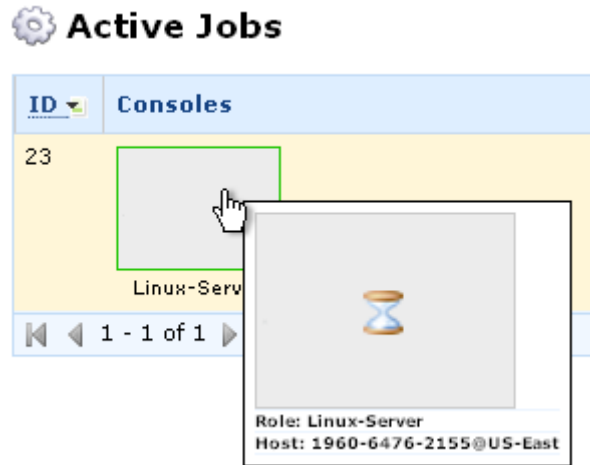 Active Jobs
ID Consoles
23
Linux-Serv
1 - 1 of 1
Role: Linux-Server
Host: 1960-6476-2155@US-East